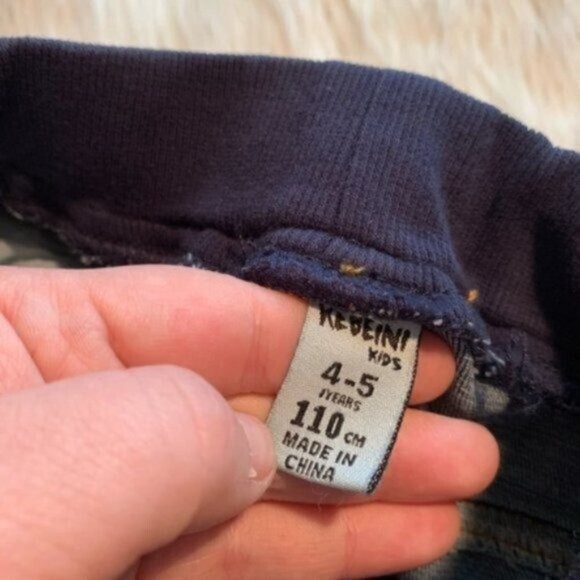 KEBEINI
KIDS
4-5
/YEARS
110 CM
MADE IN
CHINA